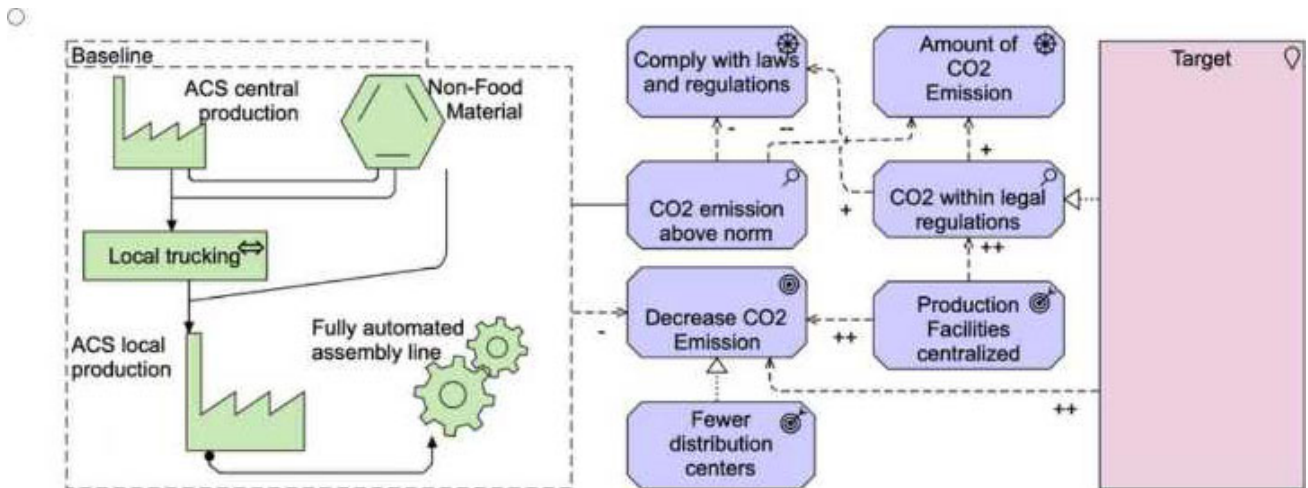 Baseline
ACS central
production
Non-Food
Material
Local trucking
ACS local
production
Fully automated
assembly line
Comply with laws
and regulations
Amount of
CO2
Emission
Target
-
--
+
CO2 emission
above norm
+
CO2 within legal
regulations
++
-
Decrease CO2
Emission
++
Production
Facilities
centralized
++
Fewer
distribution
centers